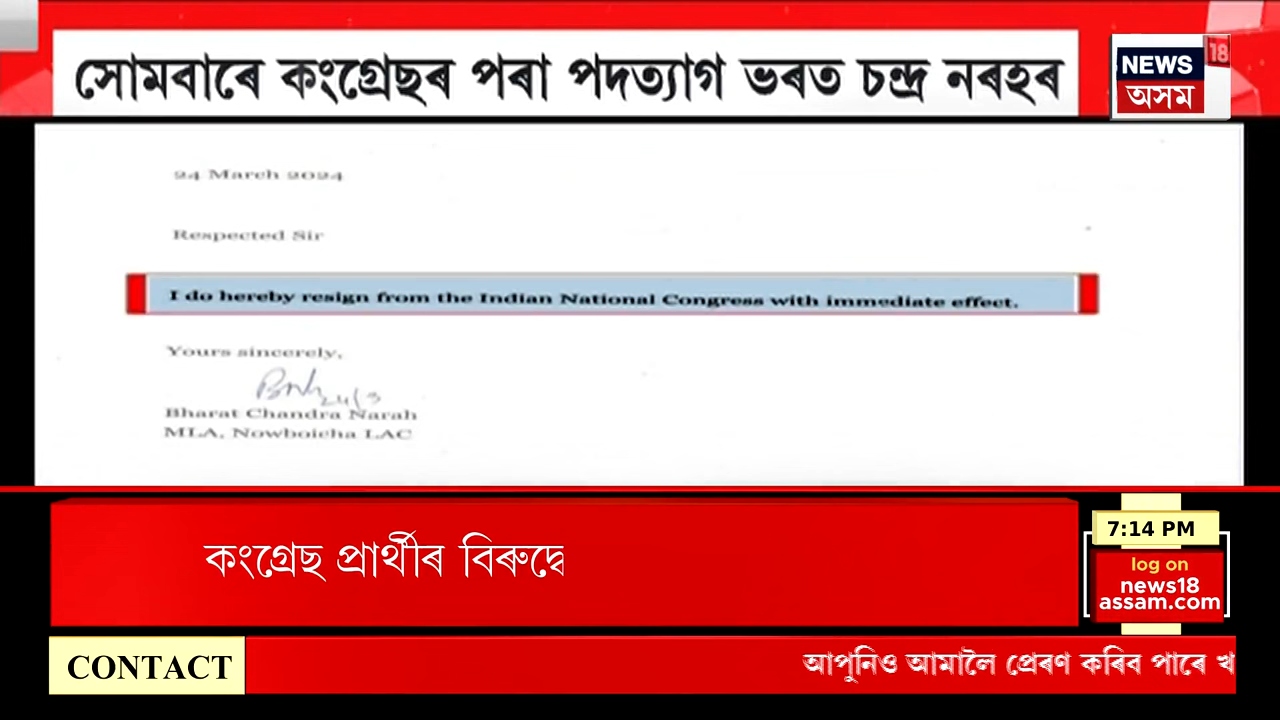 সোমবাৰে কংগ্ৰেছৰ পৰা পদত্যাগ ভৰত চন্দ্ৰ নৰহৰ
NEWS 18
অসম
24 March 2024
Respected Sir
I do hereby resign from the Indian National Congress with immediate effect.
Yours sincerely,
24/3
Bharat Chandra Narah
MLA, Nowboicha LAC
কংগ্ৰেছ প্ৰাৰ্থীৰ বিৰুদ্ধে
7:14 PM
log on
news18
assam.com
CONTACT
আপুনিও আমালৈ প্ৰেৰণ কৰিব পাৰে খ